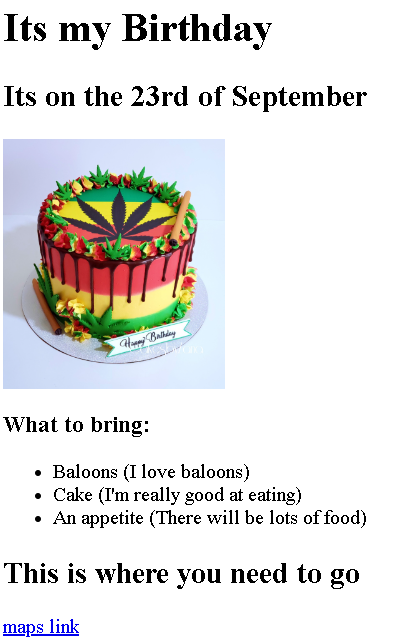 Its my Birthday
Its on the 23rd of September
Happy Birthday
What to bring:
Baloons (I love baloons)
Cake (I'm really good at eating)
An appetite (There will be lots of food)
This is where you need to go
maps link